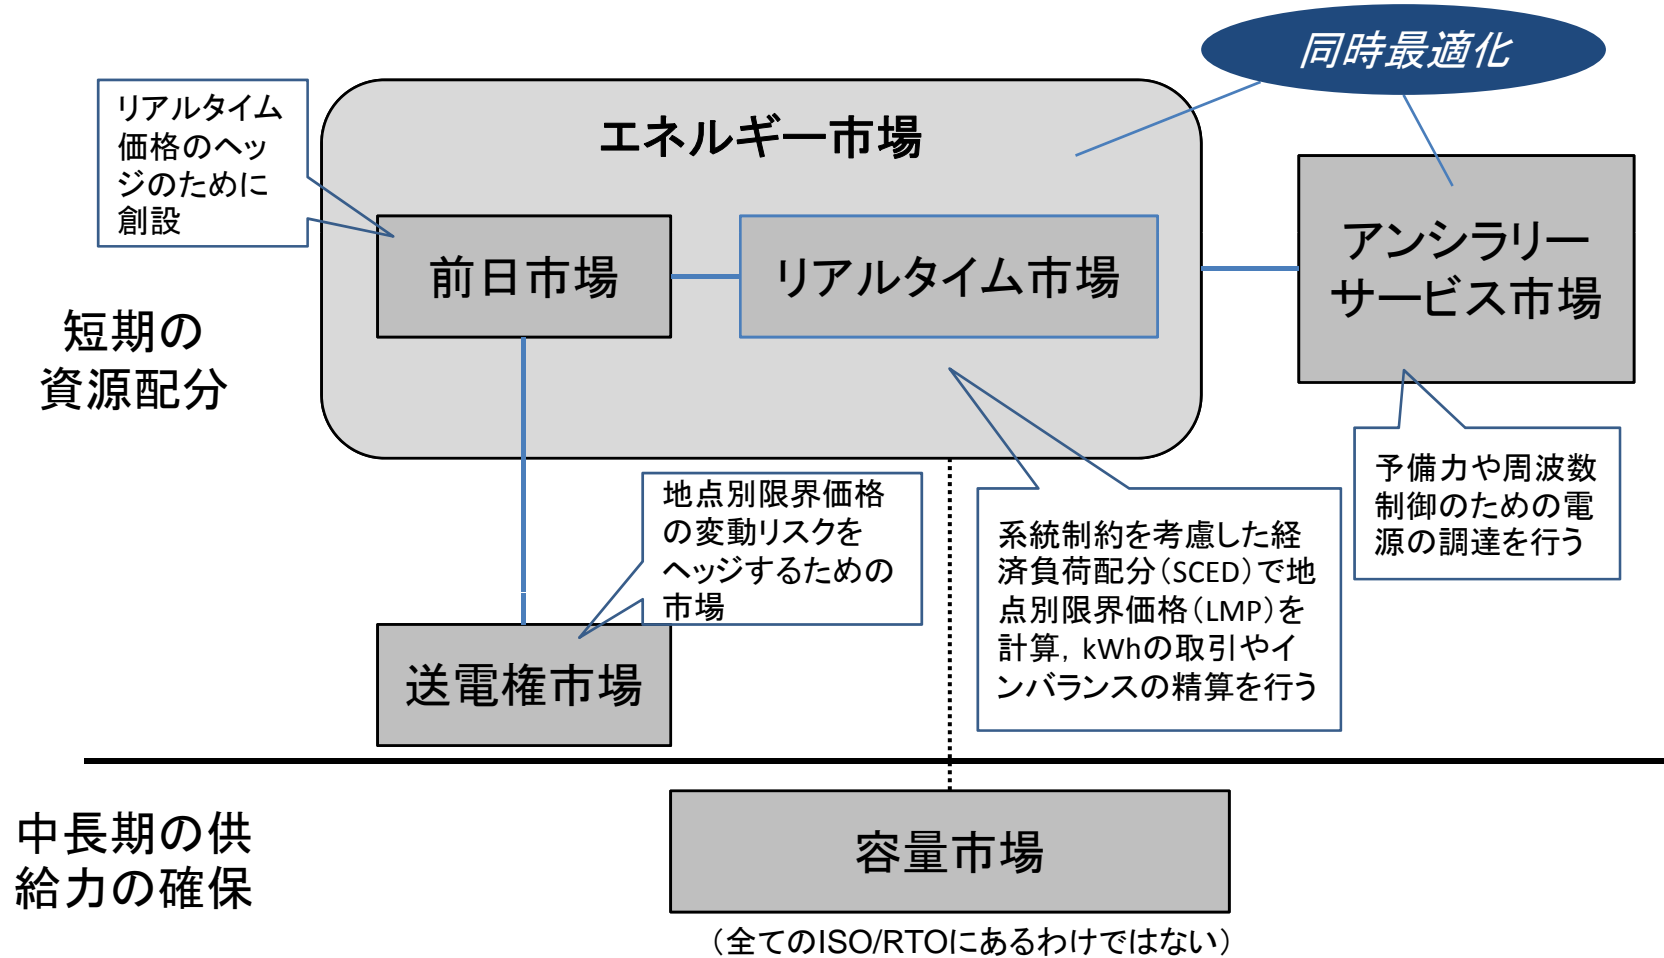 同時最適化
リアルタイム
価格のヘッ
ジのために
創設
エネルギー市場
前日市場
リアルタイム市場
アンシラリー
サービス市場
短期の
資源配分
予備力や周波数
制御のための電
源の調達を行う
地点別限界価格
の変動リスクを
ヘッジするための
市場
系統制約を考慮した経
済負荷配分（SCED）で地
点別限界価格（LMP）を
計算，kWhの取引やイ
ンバランスの精算を行う
送電権市場
中長期の供
給力の確保
容量市場
（全てのISO/RTOにあるわけではない）